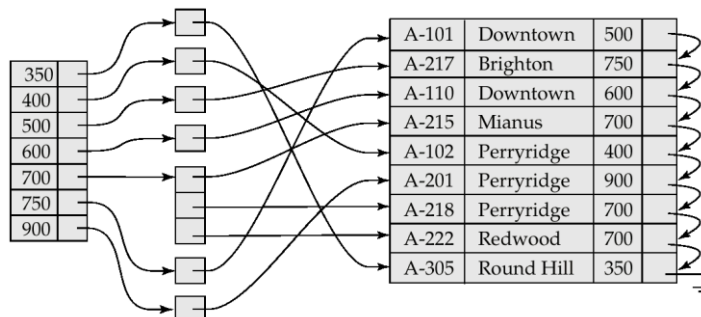 350
400
500
600
700
750
900
A-101 Downtown 500
A-217 Brighton 750
A-110 Downtown 600
A-215 Mianus 700
A-102 Perryridge 400
A-201 Perryridge 900
A-218 Perryridge 700
A-222 Redwood 700
A-305 Round Hill 350